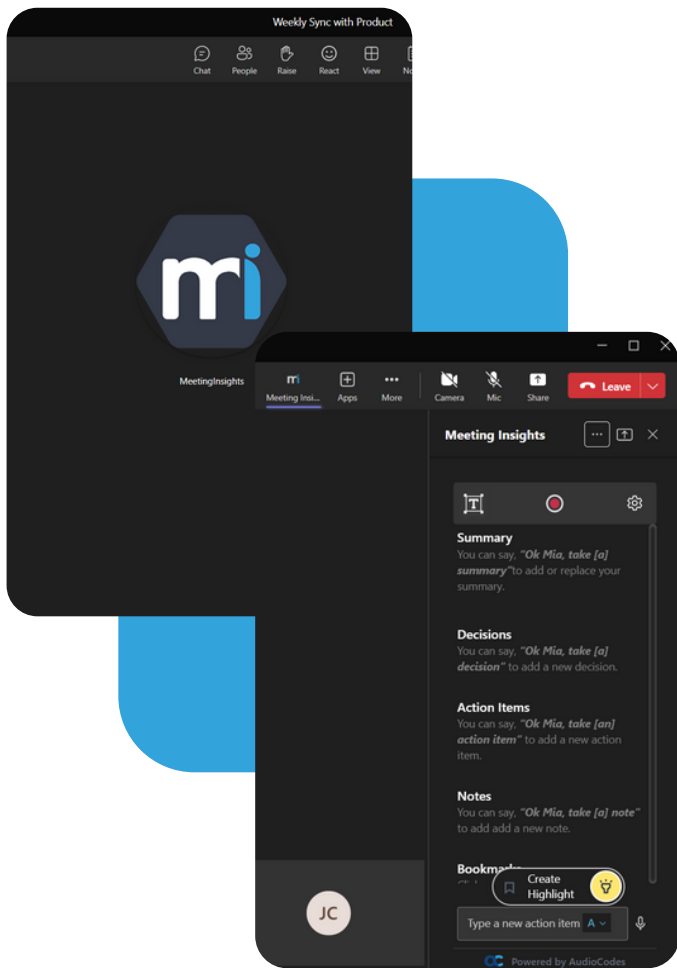 Weekly Sync with Product
Chat People Raise React View No
mi
MeetingInsights
mi
Meeting Insi... Apps More Camera Mic Share Leave
Meeting Insights
T
Summary
You can say, "Ok Mia, take [a]
summary"to add or replace your
summary.
Decisions
You can say, "Ok Mia, take [a]
decision" to add a new decision.
Action Items
You can say, "Ok Mia, take [an]
action item" to add a new action
item.
Notes
You can say, "Ok Mia, take [a] note"
to add add a new note.
Bookmarks
Create
Highlight
Type a new action item A
JC
Powered by AudioCodes